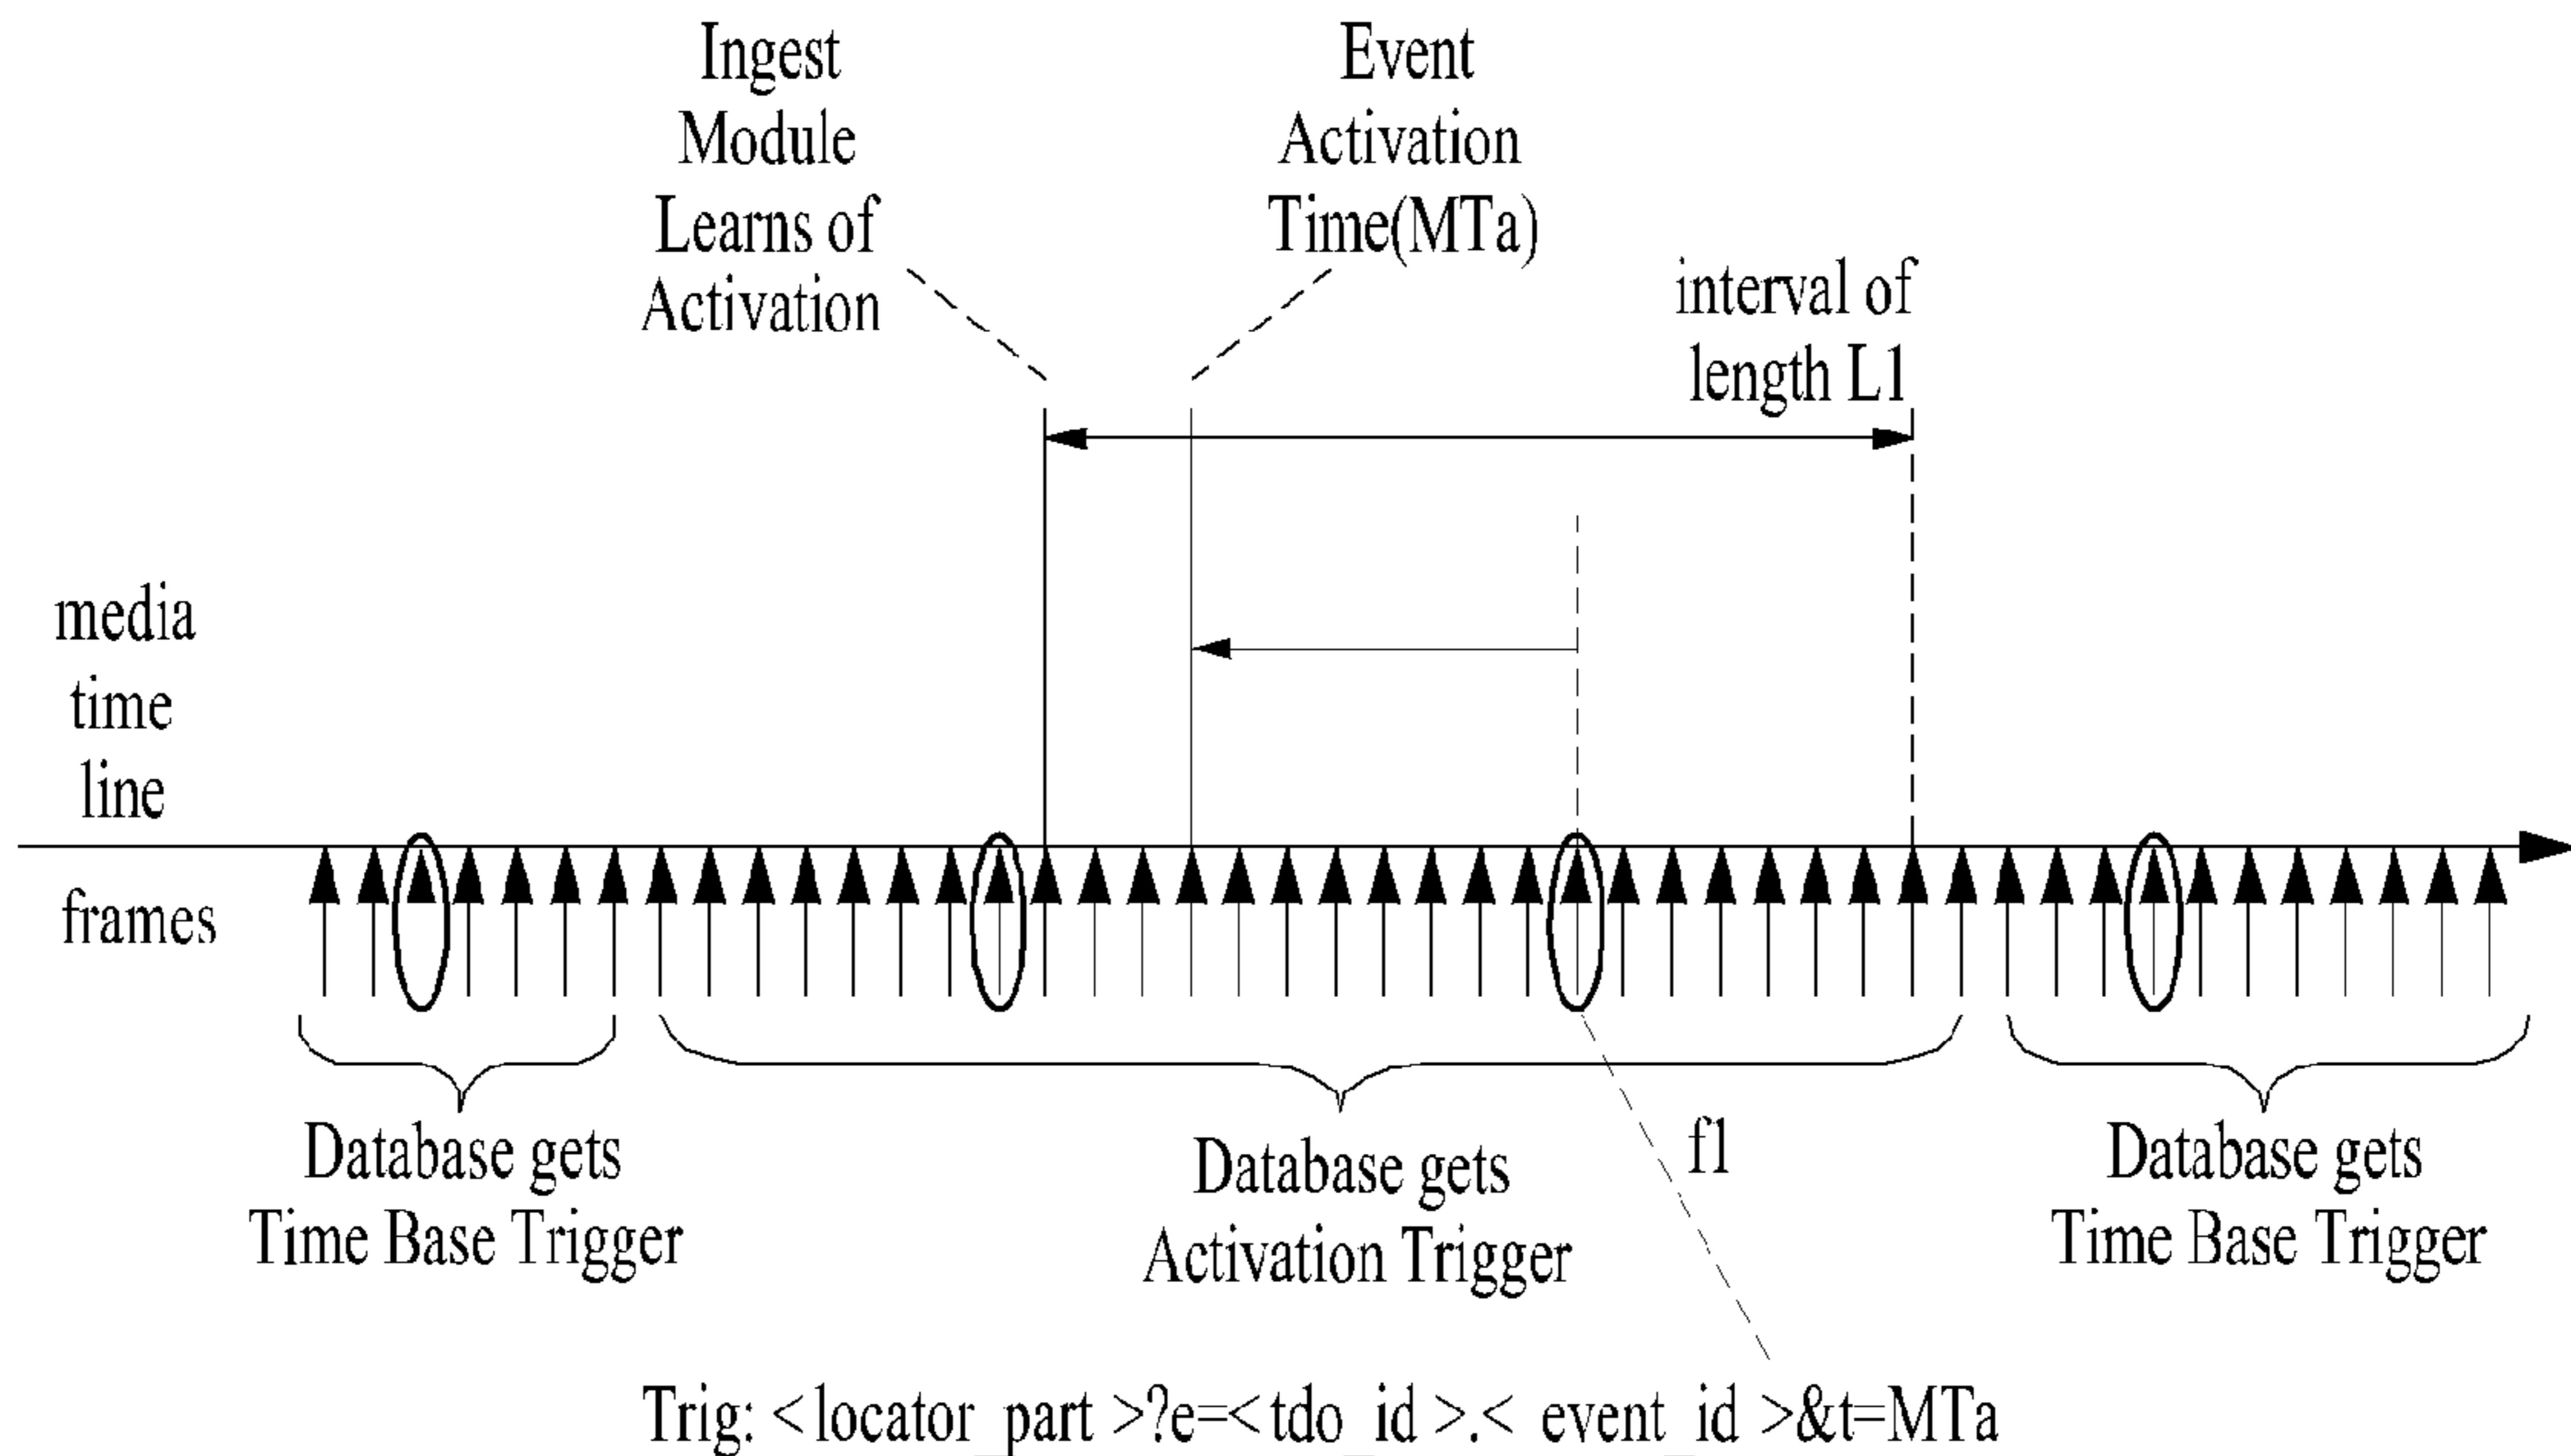 Ingest
Module
Learns of
Activation
Event
Activation
Time(MTa)
interval of
length L1
media
time
line
frames
Database gets
Time Base Trigger
Database gets
Activation Trigger
f1
Database gets
Time Base Trigger
Trig: <locator_part >?e=<tdo_id >.< event_id >&t=MTa